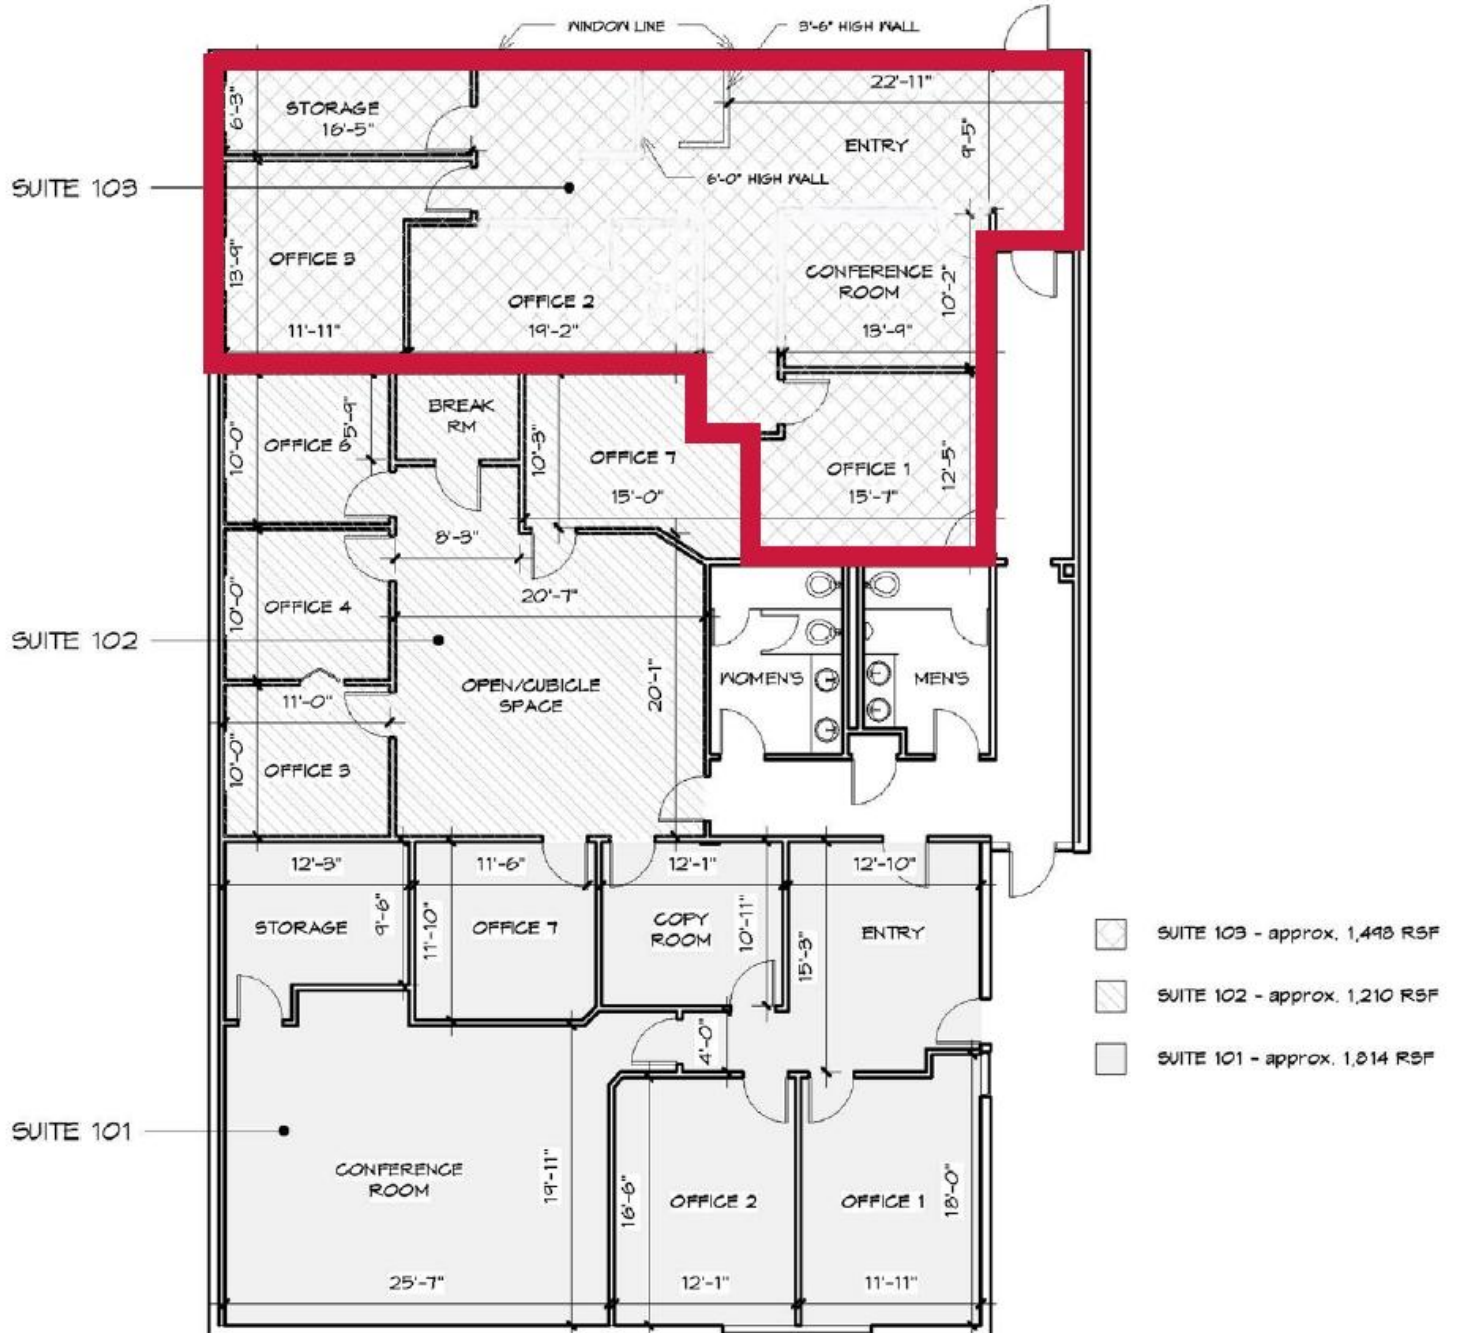 WINDOW LINE
3'-6" HIGH WALL
22'-11"
6'-3"
STORAGE
16'-5"
ENTRY
9'-5"
SUITE 103
6'-0" HIGH WALL
13'-9"
OFFICE 3
11'-11"
OFFICE 2
19'-2"
CONFERENCE
ROOM
10'-2"
13'-9"
10'-0"
OFFICE 6
5'-9"
BREAK
RM
10'-3"
OFFICE 7
15'-0"
OFFICE 1
15'-7"
12'-5"
8'-3"
20'-7"
10'-0"
OFFICE 4
SUITE 102
OPEN/CUBICLE
SPACE
20'-1"
WOMEN'S
MEN'S
11'-0"
10'-0"
OFFICE 3
12'-3"
11'-6"
12'-1"
12'-10"
STORAGE
9'-6"
11'-10"
OFFICE 7
COPY
ROOM
10'-11"
15'-3"
ENTRY
SUITE 103 - approx. 1,498 RSF
SUITE 102 - approx. 1,210 RSF
SUITE 101 - approx. 1,814 RSF
4'-0"
SUITE 101
CONFERENCE
ROOM
19'-11"
16'-6"
OFFICE 2
OFFICE 1
18'-0"
25'-7"
12'-1"
11'-11"